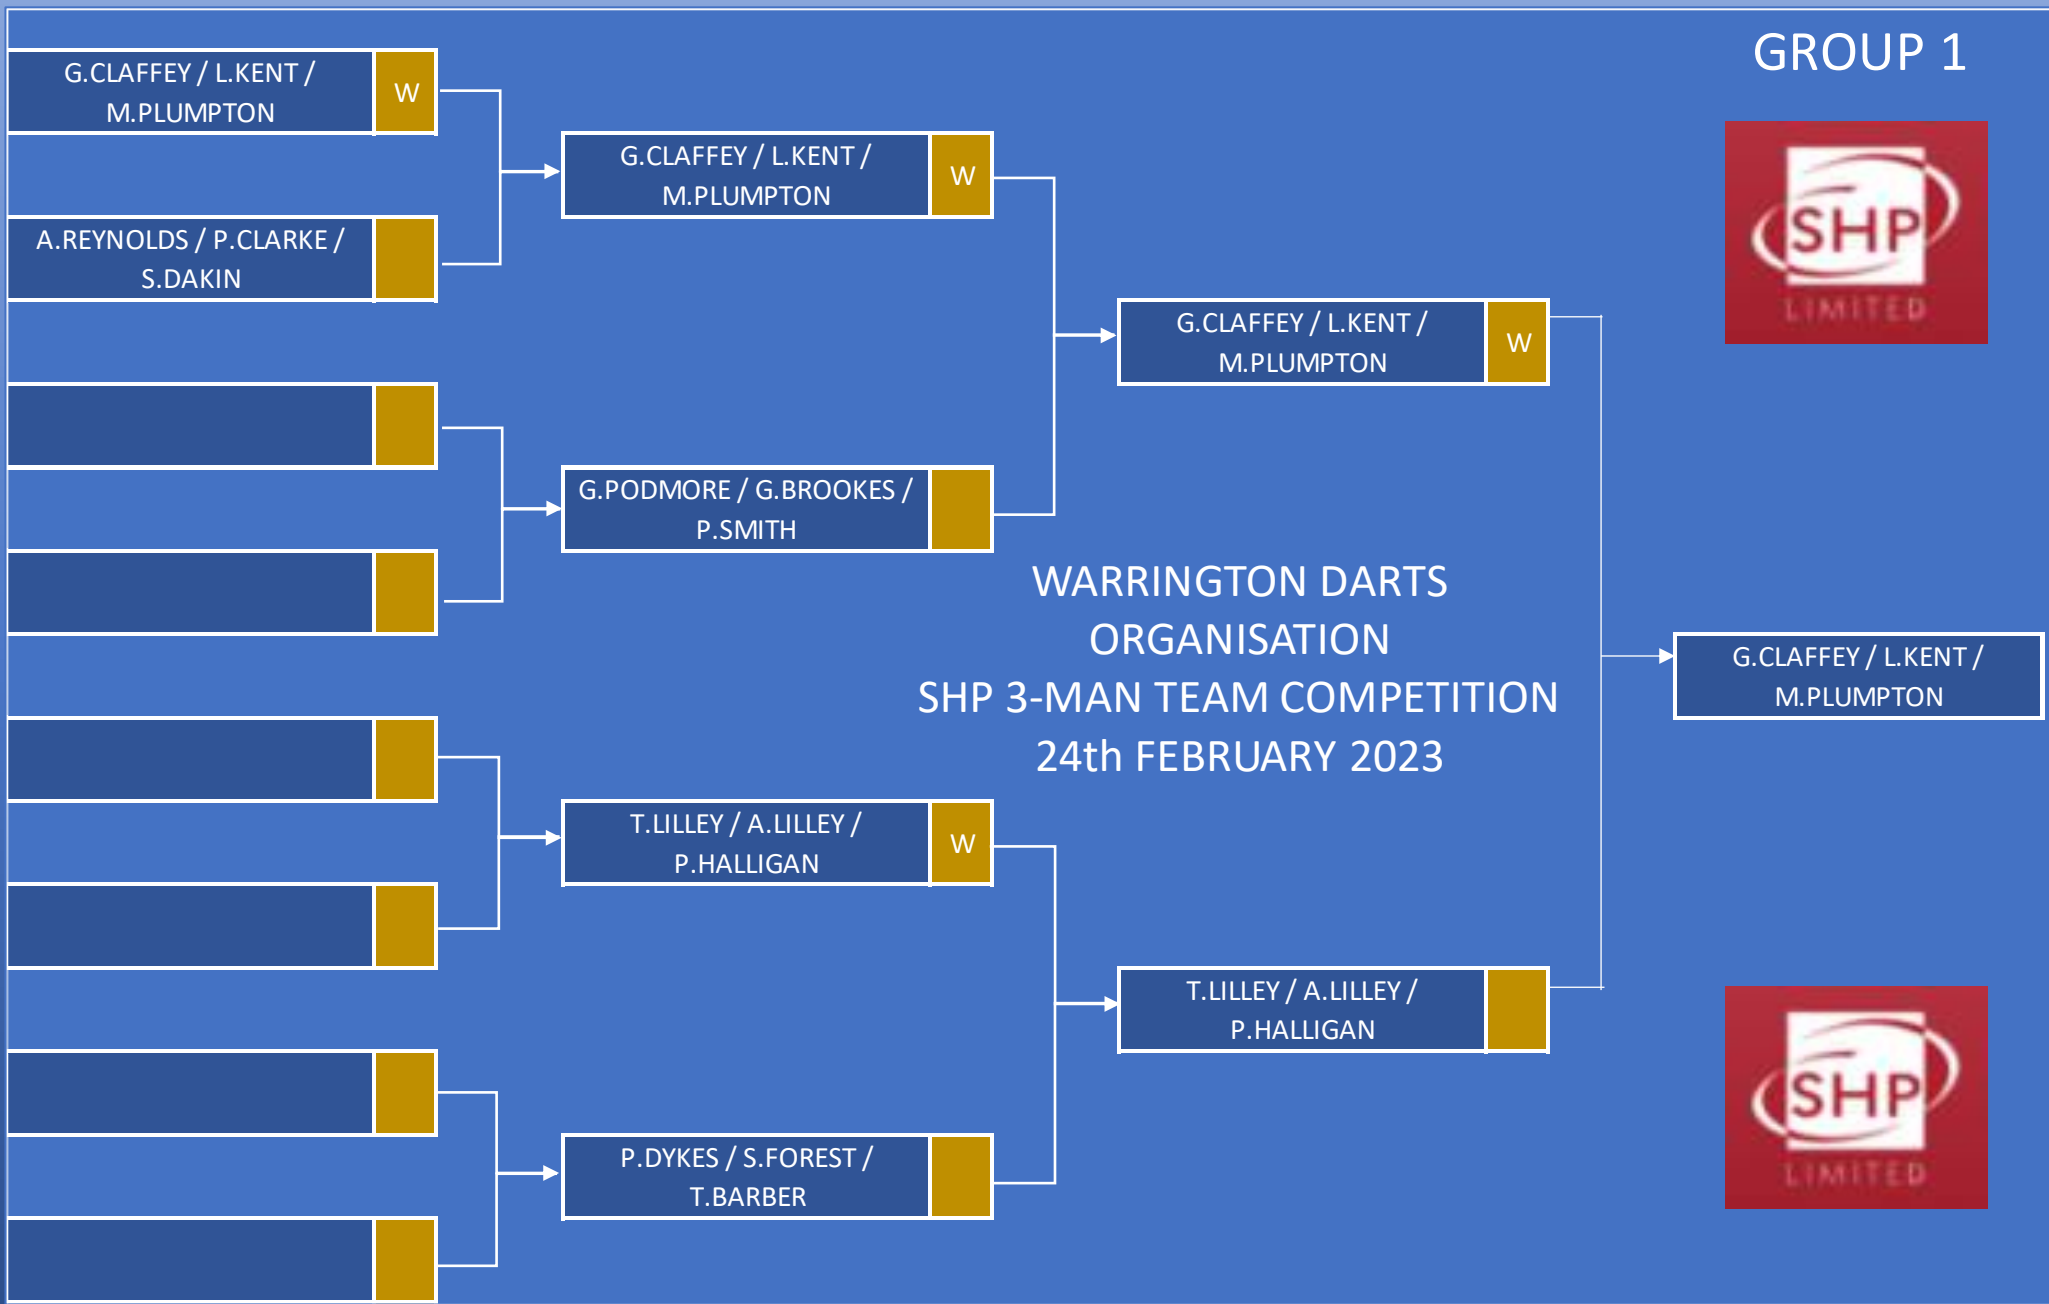 GROUP 1
G.CLAFFEY / L.KENT /
M.PLUMPTON
W
A.REYNOLDS / P.CLARKE /
S.DAKIN
G.CLAFFEY / L.KENT /
M.PLUMPTON
W
G.PODMORE / G.BROOKES /
P.SMITH
T.LILLEY / A.LILLEY /
P.HALLIGAN
W
P.DYKES / S.FOREST /
T.BARBER
G.CLAFFEY / L.KENT /
M.PLUMPTON
W
T.LILLEY / A.LILLEY /
P.HALLIGAN
G.CLAFFEY / L.KENT /
M.PLUMPTON
WARRINGTON DARTS
ORGANISATION
SHP 3-MAN TEAM COMPETITION
24th FEBRUARY 2023
SHP
LIMITED
SHP
LIMITED